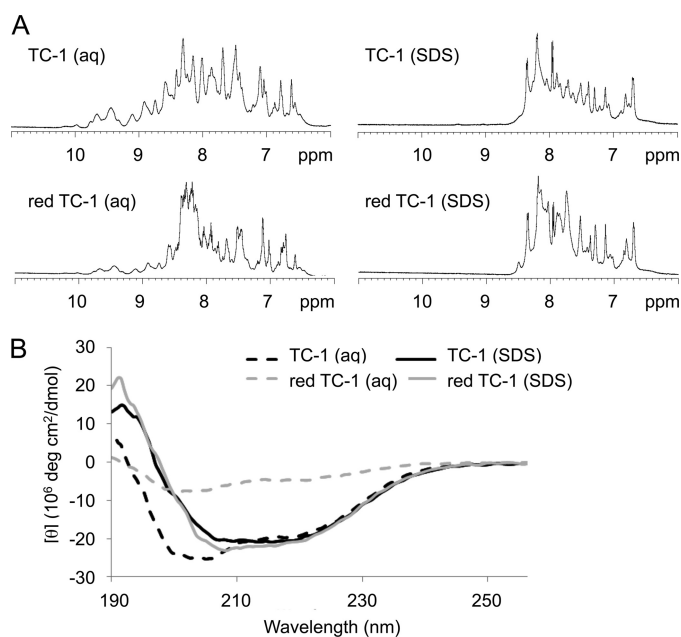 A
TC-1 (aq)
TC-1 (SDS)
10 9 8 7 ppm
10 9 8 7 ppm
red TC-1 (aq)
red TC-1 (SDS)
10 9 8 7 ppm
10 9 8 7 ppm
B
TC-1 (aq) TC-1 (SDS)
red TC-1 (aq) red TC-1 (SDS)
[θ] (10⁶ deg cm²/dmol)
30
20
10
0
-10
-20
-30
190 210 230 250
Wavelength (nm)